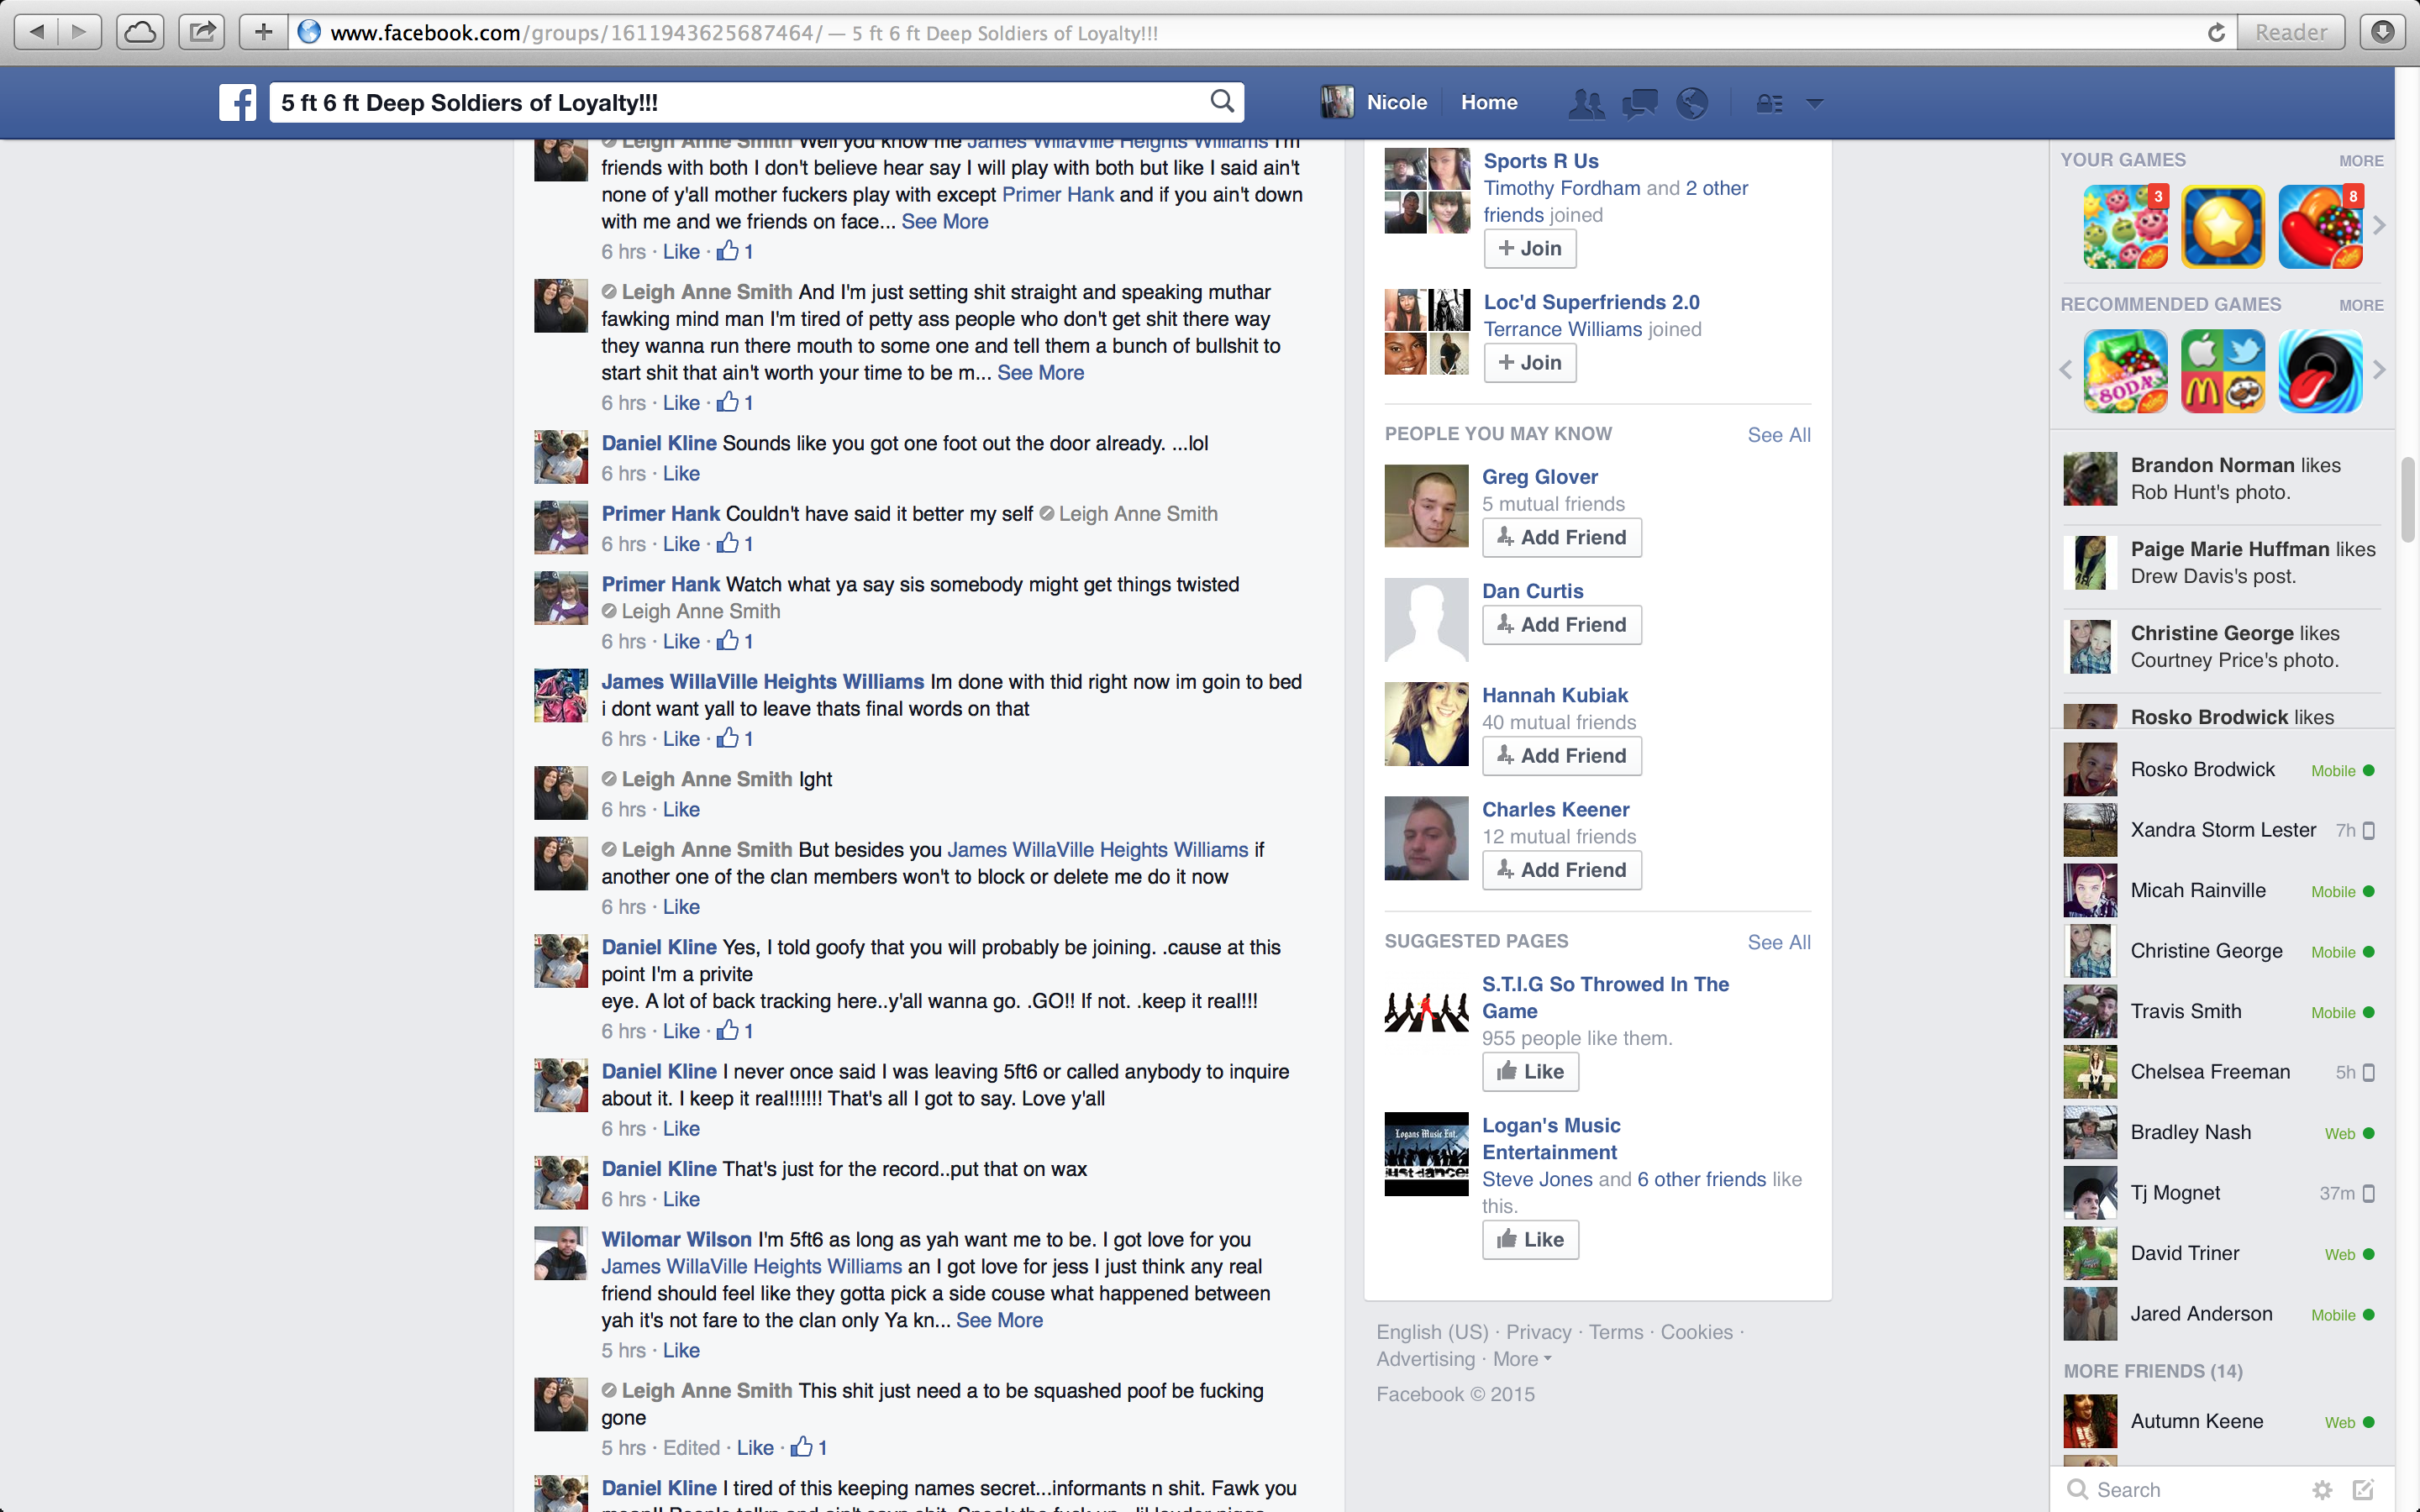 www.facebook.com/groups/1611943625687464/ — 5 ft 6 ft Deep Soldiers of Loyalty!!!
Reader
5 ft 6 ft Deep Soldiers of Loyalty!!!
Nicole
Home
Leigh Anne Smith Well you know me James WillaVille Heights Williams I'm
friends with both I don't believe hear say I will play with both but like I said ain't
none of y'all mother fuckers play with except Primer Hank and if you ain't down
with me and we friends on face... See More
6 hrs · Like · 1
Leigh Anne Smith And I'm just setting shit straight and speaking muthar
fawking mind man I'm tired of petty ass people who don't get shit there way
they wanna run there mouth to some one and tell them a bunch of bullshit to
start shit that ain't worth your time to be m... See More
6 hrs · Like · 1
Daniel Kline Sounds like you got one foot out the door already. ...lol
6 hrs · Like
Primer Hank Couldn't have said it better my self Leigh Anne Smith
6 hrs · Like · 1
Primer Hank Watch what ya say sis somebody might get things twisted
Leigh Anne Smith
6 hrs · Like · 1
James WillaVille Heights Williams Im done with thid right now im goin to bed
i dont want yall to leave thats final words on that
6 hrs · Like · 1
Leigh Anne Smith Ight
6 hrs · Like
Leigh Anne Smith But besides you James WillaVille Heights Williams if
another one of the clan members won't to block or delete me do it now
6 hrs · Like
Daniel Kline Yes, I told goofy that you will probably be joining. .cause at this
point I'm a privite
eye. A lot of back tracking here..y'all wanna go. .GO!! If not. .keep it real!!!
6 hrs · Like · 1
Daniel Kline I never once said I was leaving 5ft6 or called anybody to inquire
about it. I keep it real!!!!!! That's all I got to say. Love y'all
6 hrs · Like
Daniel Kline That's just for the record..put that on wax
6 hrs · Like
Wilomar Wilson I'm 5ft6 as long as yah want me to be. I got love for you
James WillaVille Heights Williams an I got love for jess I just think any real
friend should feel like they gotta pick a side couse what happened between
yah it's not fare to the clan only Ya kn... See More
5 hrs · Like
Leigh Anne Smith This shit just need a to be squashed poof be fucking
gone
5 hrs · Edited · Like · 1
Daniel Kline I tired of this keeping names secret...informants n shit. Fawk you
Sports R Us
Timothy Fordham and 2 other
friends joined
+ Join
Loc'd Superfriends 2.0
Terrance Williams joined
+ Join
PEOPLE YOU MAY KNOW
See All
Greg Glover
5 mutual friends
Add Friend
Dan Curtis
Add Friend
Hannah Kubiak
40 mutual friends
Add Friend
Charles Keener
12 mutual friends
Add Friend
SUGGESTED PAGES
See All
S.T.I.G So Throwed In The
Game
955 people like them.
Like
Logans Music Ent.
just dance
Logan's Music
Entertainment
Steve Jones and 6 other friends like
this.
Like
English (US) · Privacy · Terms · Cookies ·
Advertising · More
Facebook © 2015
YOUR GAMES
MORE
3
8
RECOMMENDED GAMES
MORE
SODA
Brandon Norman likes
Rob Hunt's photo.
Paige Marie Huffman likes
Drew Davis's post.
Christine George likes
Courtney Price's photo.
Rosko Brodwick likes
Rosko Brodwick Mobile
Xandra Storm Lester 7h
Micah Rainville Mobile
Christine George Mobile
Travis Smith Mobile
Chelsea Freeman 5h
Bradley Nash Web
Tj Mognet 37m
David Triner Web
Jared Anderson Mobile
MORE FRIENDS (14)
Autumn Keene Web
Search